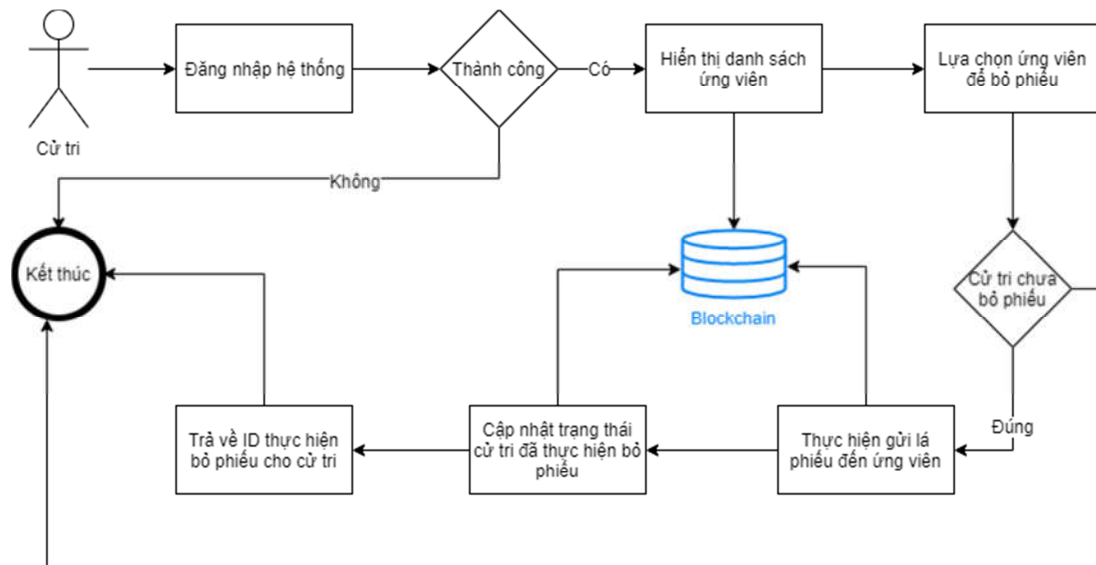 Đăng nhập hệ thống
Thành công
Có
Hiển thị danh sách
ứng viên
Lựa chọn ứng viên
để bỏ phiếu
Cử tri
Không
Kết thúc
Blockchain
Cử tri chưa
bỏ phiếu
Đúng
Thực hiện gửi lá
phiếu đến ứng viên
Cập nhật trạng thái
cử tri đã thực hiện bỏ
phiếu
Trả về ID thực hiện
bỏ phiếu cho cử tri